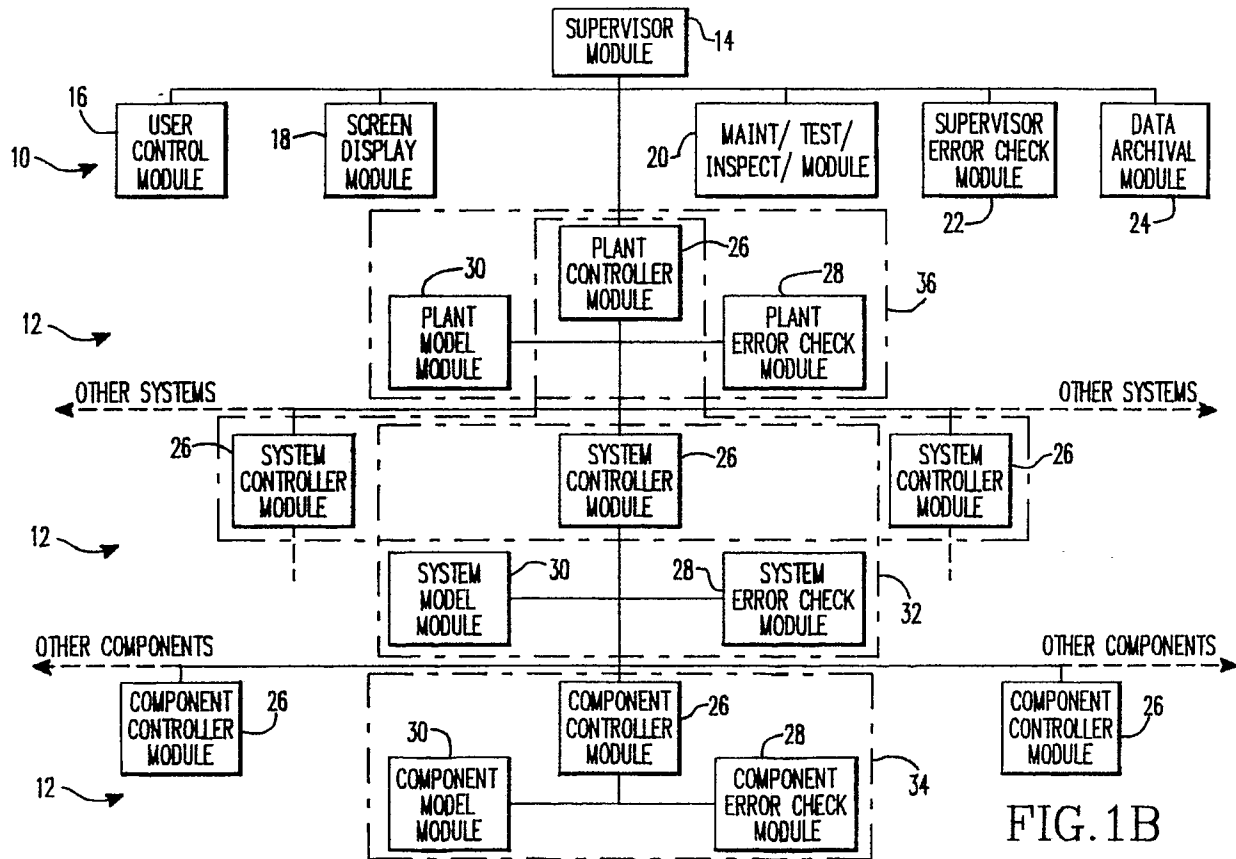 SUPERVISOR
MODULE
14
16
USER
CONTROL
MODULE
10
18
SCREEN
DISPLAY
MODULE
20
MAINT/ TEST/
INSPECT/ MODULE
SUPERVISOR
ERROR CHECK
MODULE
22
DATA
ARCHIVAL
MODULE
24
PLANT
CONTROLLER
MODULE
26
30
PLANT
MODEL
MODULE
28
PLANT
ERROR CHECK
MODULE
36
12
OTHER SYSTEMS
OTHER SYSTEMS
26
SYSTEM
CONTROLLER
MODULE
SYSTEM
CONTROLLER
MODULE
26
SYSTEM
CONTROLLER
MODULE
26
12
SYSTEM
MODEL
MODULE
30
28
SYSTEM
ERROR CHECK
MODULE
32
OTHER COMPONENTS
OTHER COMPONENTS
COMPONENT
CONTROLLER
MODULE
26
COMPONENT
CONTROLLER
MODULE
26
COMPONENT
CONTROLLER
MODULE
26
12
30
COMPONENT
MODEL
MODULE
28
COMPONENT
ERROR CHECK
MODULE
34
FIG.1B